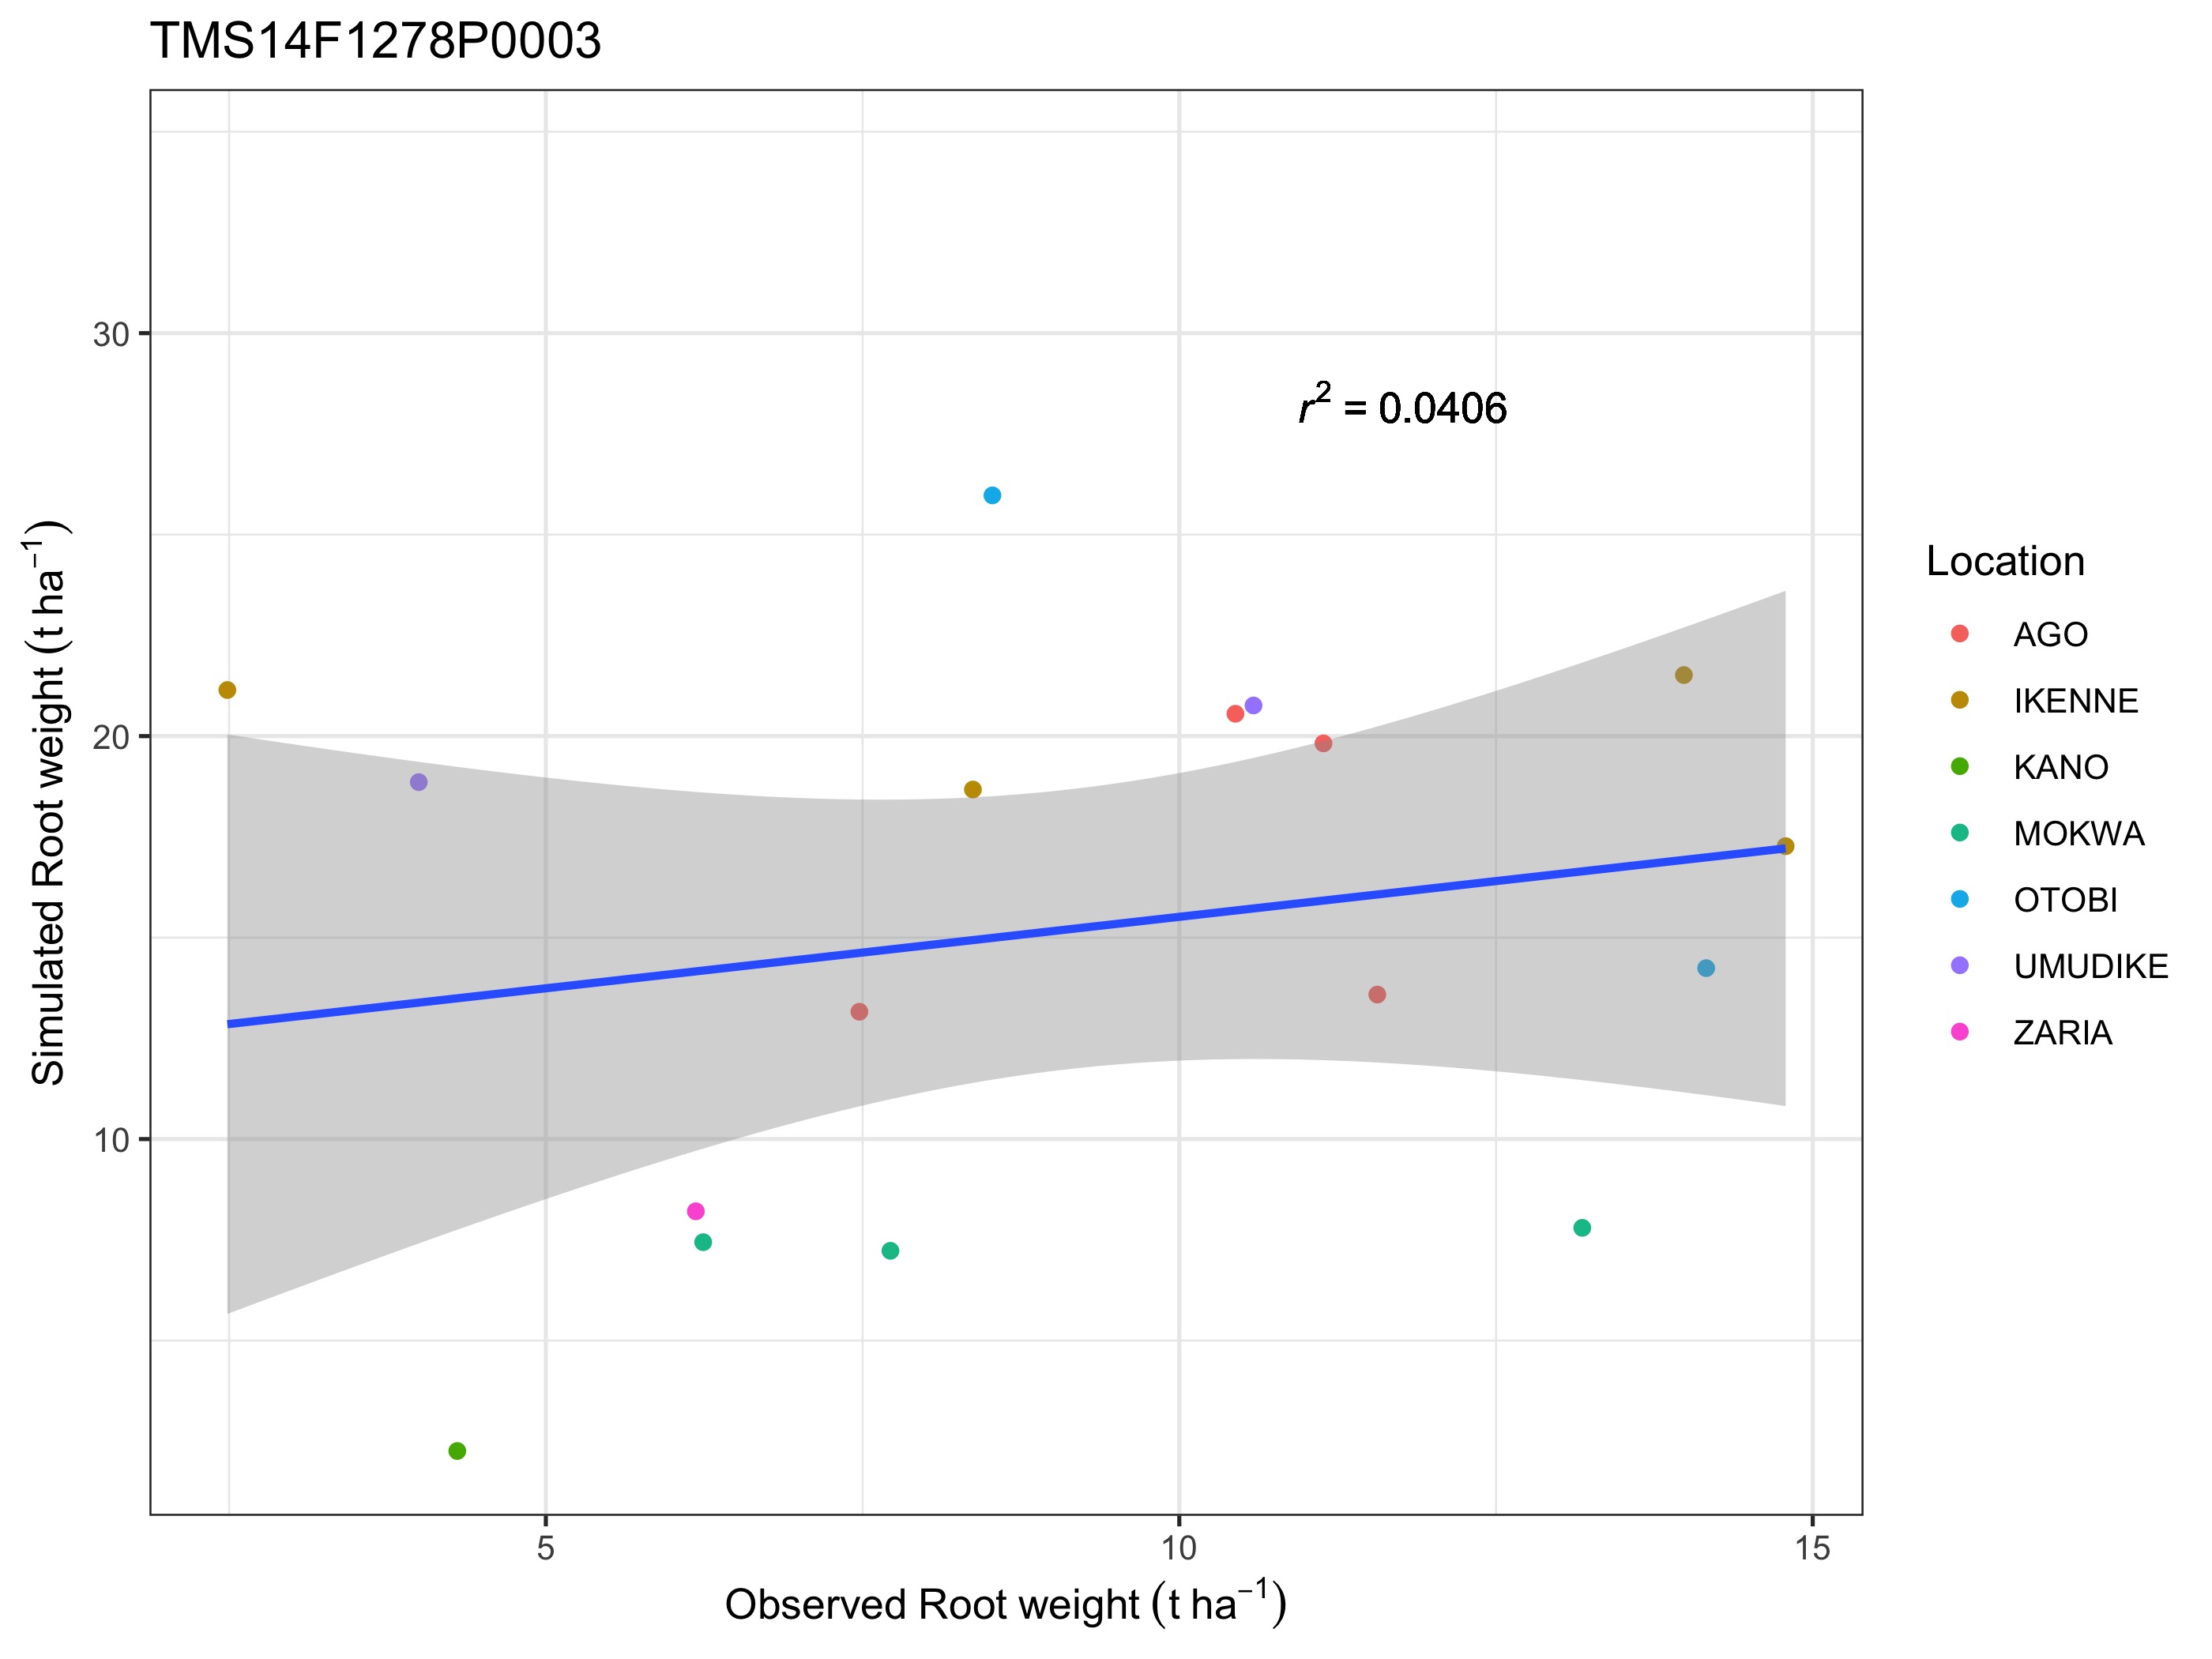 TMS14F1278P0003
r² = 0.0406
30
20
10
Simulated Root weight (t ha⁻¹)
5 10 15
Observed Root weight (t ha⁻¹)
Location
AGO
IKENNE
KANO
MOKWA
OTOBI
UMUDIKE
ZARIA